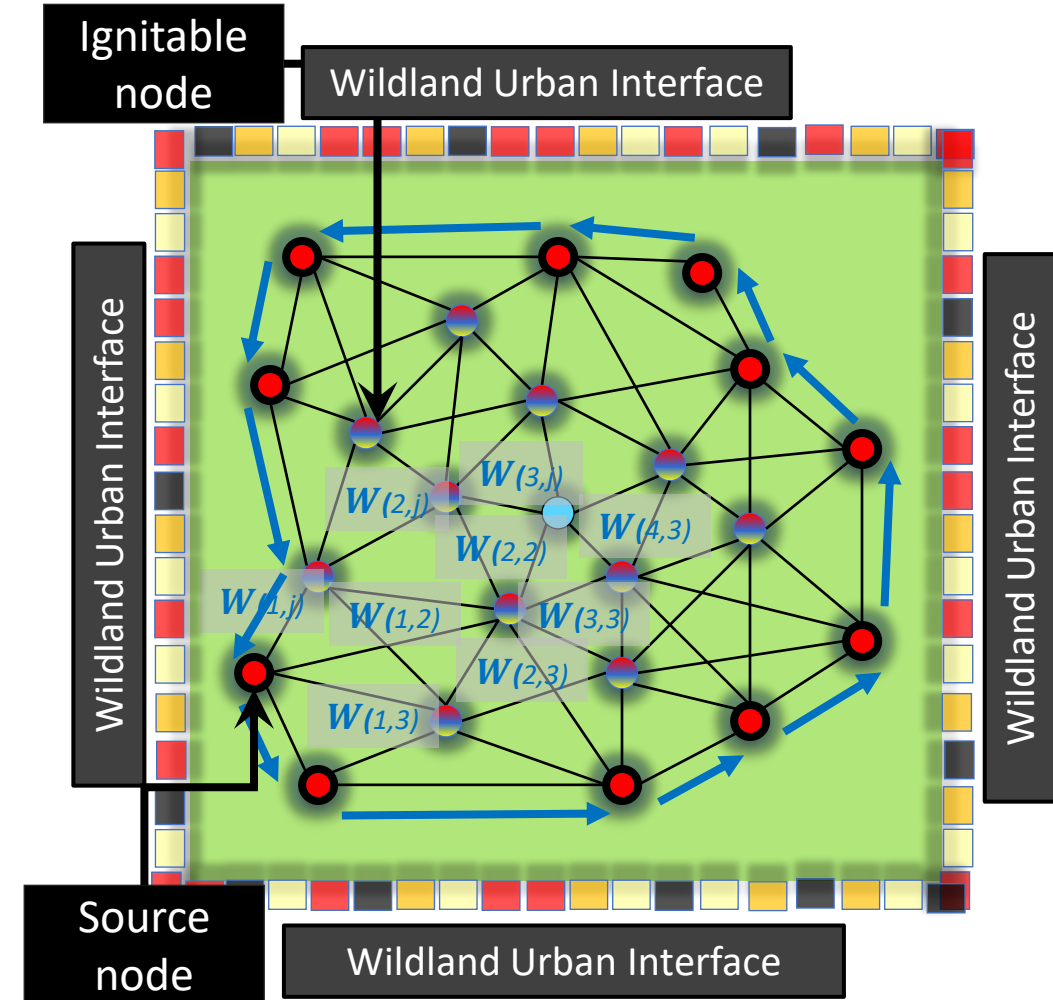 Ignitable
node
Wildland Urban Interface
Wildland Urban Interface
Wildland Urban Interface
W(3,j)
W(2,j)
W(4,3)
W(2,2)
W(1,j)
W(1,2)
W(3,3)
W(2,3)
W(1,3)
Source
node
Wildland Urban Interface